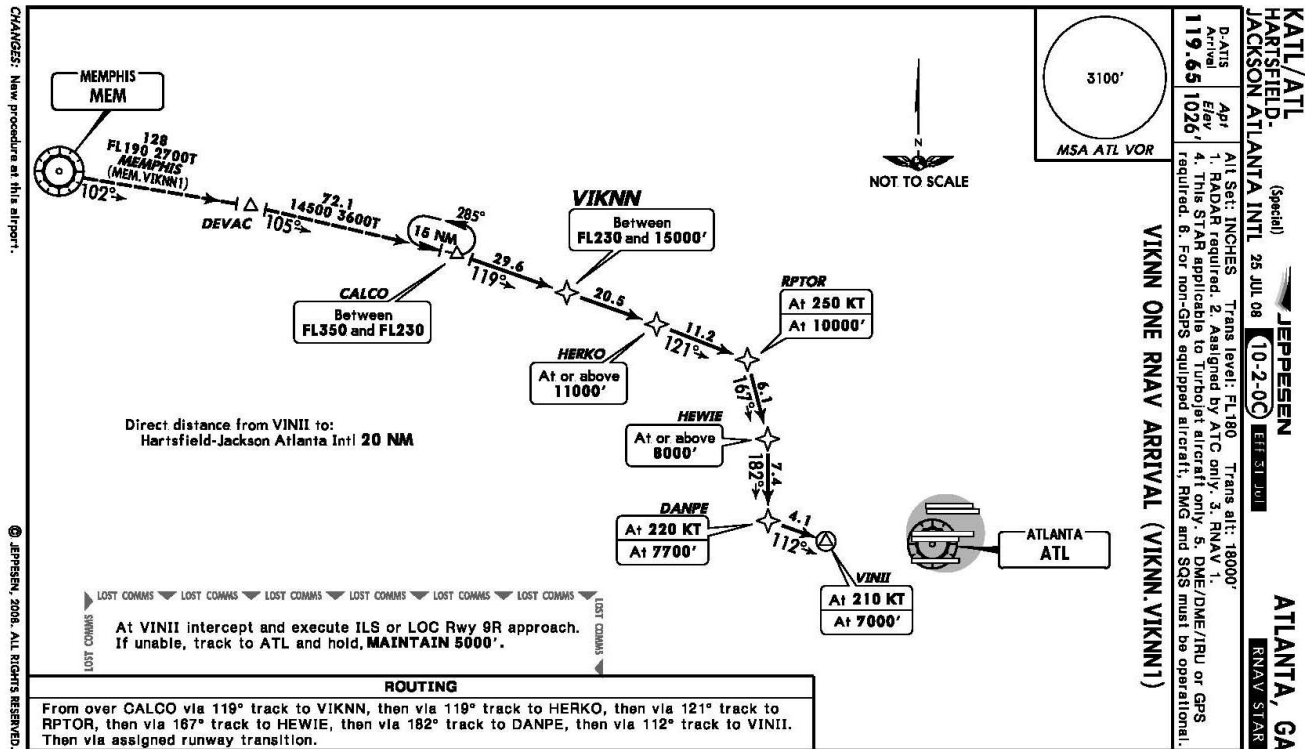 KATL/ATL
HARTSFIELD-
JACKSON ATLANTA INTL
(Special)
25 JUL 08
JEPPESEN
10-2-0C
Eff 31 Jul
ATLANTA, GA
RNAV STAR
D-ATIS
Arrival
119.65
Apt
Elev
1026'
Alt Set: INCHES Trans level: FL180 Trans alt: 18000'
1. RADAR required. 2. Assigned by ATC only. 3. RNAV 1.
4. This STAR applicable to Turbojet aircraft only. 5. DME/DME/IRU or GPS
required. 6. For non-GPS equipped aircraft, RMG and SQS must be operational.
VIKNN ONE RNAV ARRIVAL (VIKNN.VIKNN1)
3100'
MSA ATL VOR
N
NOT TO SCALE
MEMPHIS
MEM
128
FL190 2700T
MEMPHIS
(MEM.VIKNN1)
102°
DEVAC
72.1
14500 3600T
105°
285°
15 NM
CALCO
Between
FL350 and FL230
29.6
119°
VIKNN
Between
FL230 and 15000'
20.5
HERKO
At or above
11000'
11.2
121°
RPTOR
At 250 KT
At 10000'
6.1
167°
HEWIE
At or above
8000'
7.4
182°
DANPE
At 220 KT
At 7700'
4.1
112°
VINII
At 210 KT
At 7000'
ATLANTA
ATL
Direct distance from VINII to:
Hartsfield-Jackson Atlanta Intl 20 NM
LOST COMMS LOST COMMS LOST COMMS LOST COMMS LOST COMMS LOST COMMS
LOST COMMS
LOST COMMS
At VINII intercept and execute ILS or LOC Rwy 9R approach.
If unable, track to ATL and hold, MAINTAIN 5000'.
ROUTING
From over CALCO via 119° track to VIKNN, then via 119° track to HERKO, then via 121° track to
RPTOR, then via 167° track to HEWIE, then via 182° track to DANPE, then via 112° track to VINII.
Then via assigned runway transition.
CHANGES: New procedure at this airport.
© JEPPESEN, 2008. ALL RIGHTS RESERVED.